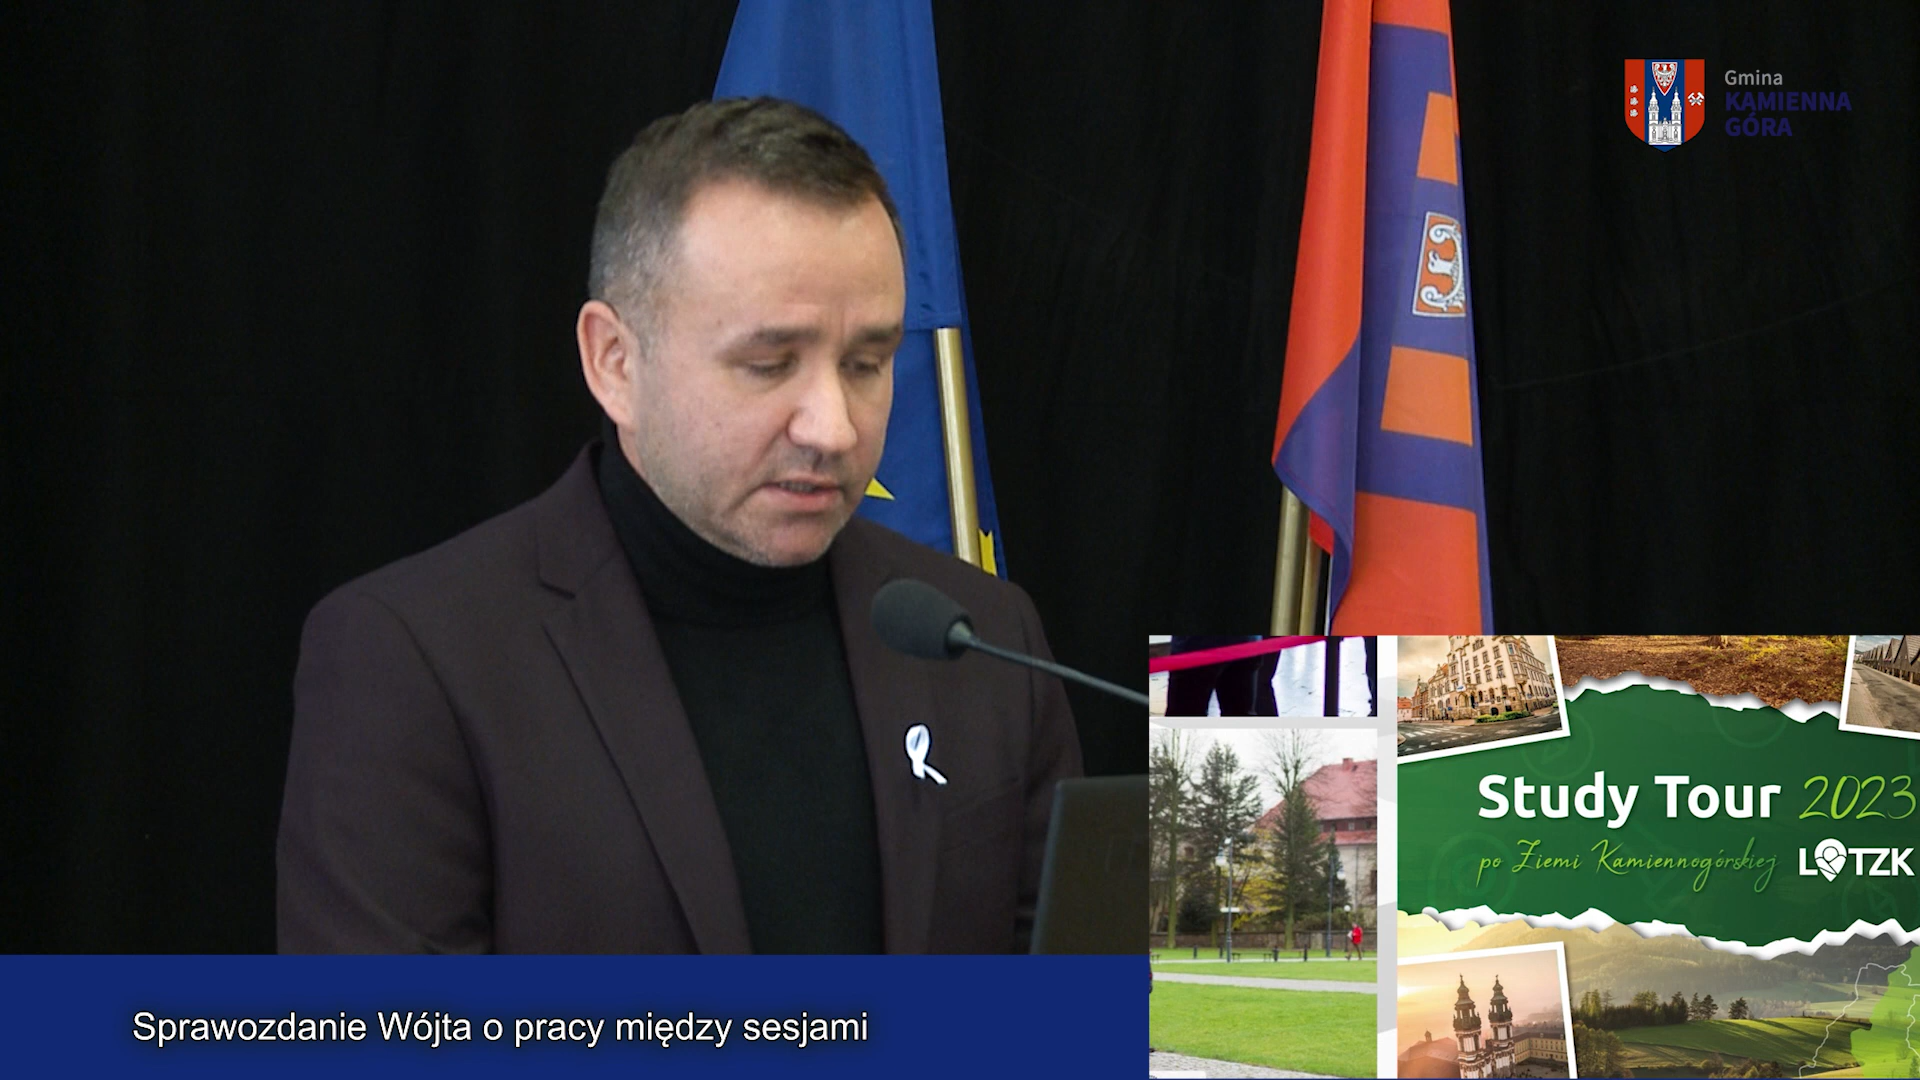 Gmina
KAMIENNA
GÓRA
Study Tour 2023
po Ziemi Kamiennogórskiej LOTZK
Sprawozdanie Wójta o pracy między sesjami